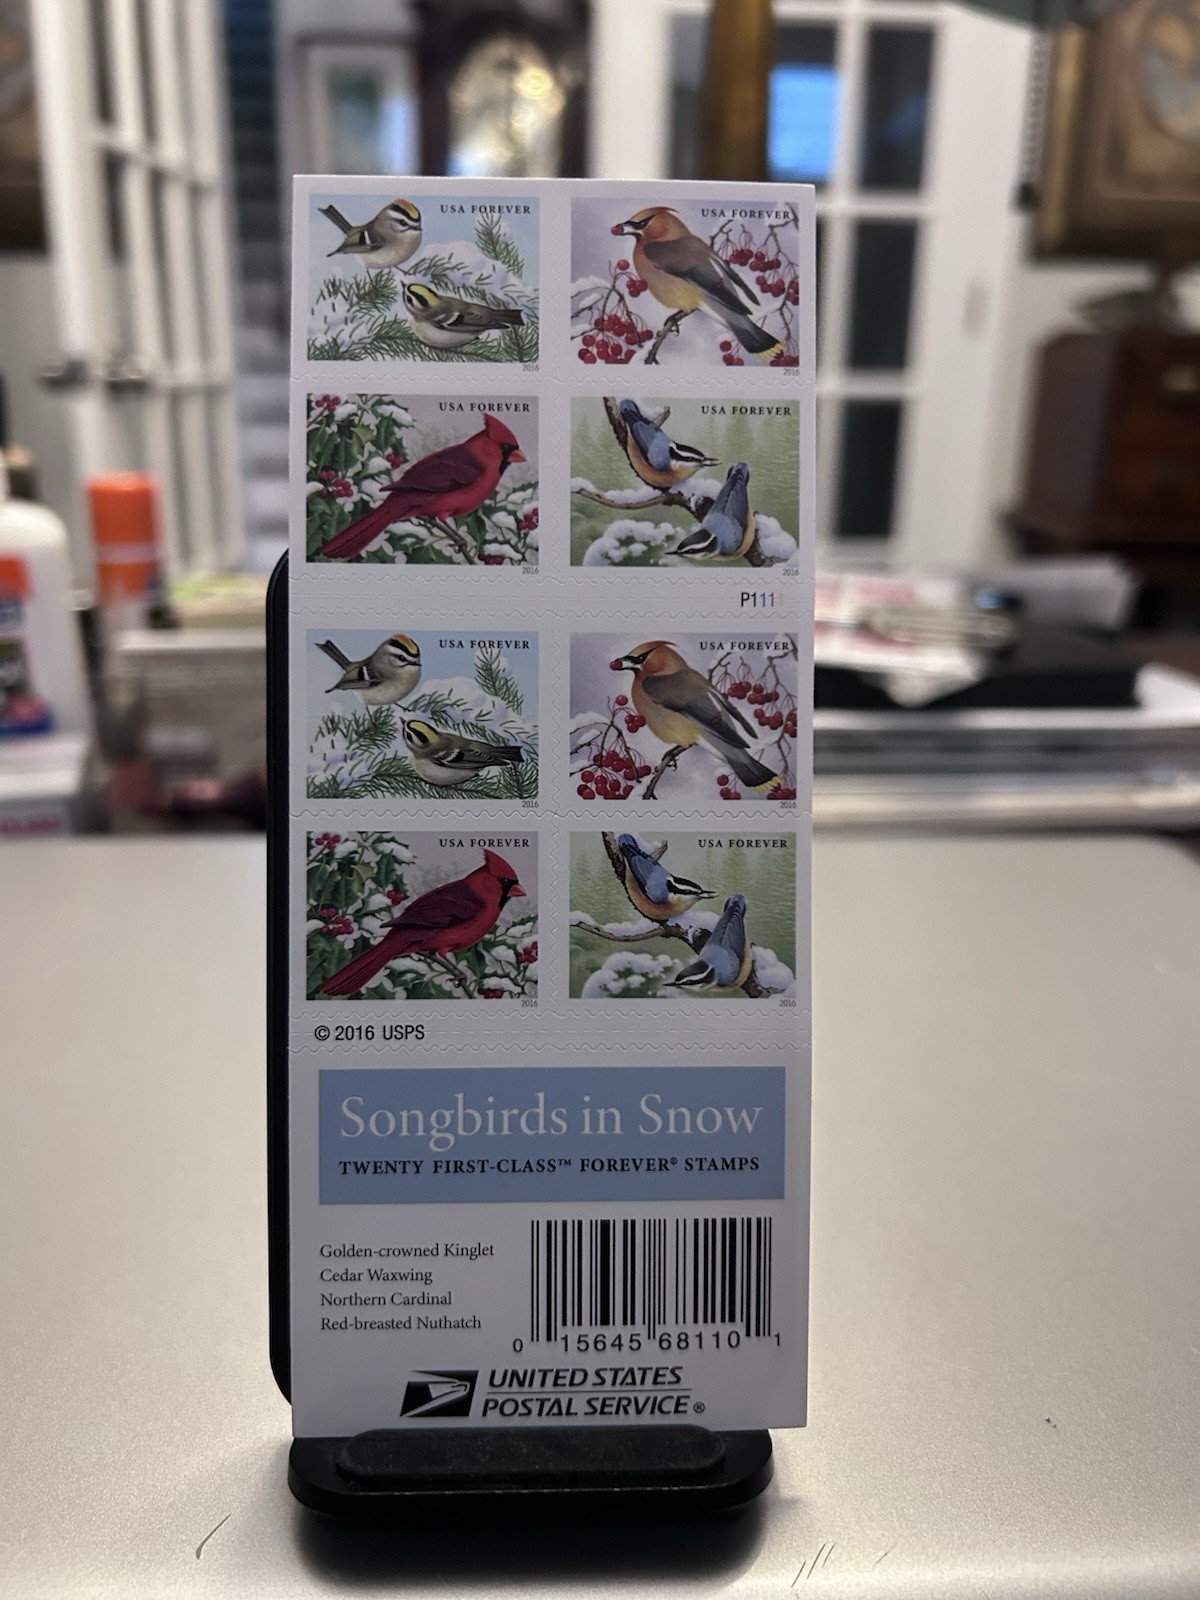 USA FOREVER
2016
USA FOREVER
2016
USA FOREVER
2016
USA FOREVER
2016
P1111
USA FOREVER
2016
USA FOREVER
2016
USA FOREVER
2016
USA FOREVER
2016
© 2016 USPS
Songbirds in Snow
TWENTY FIRST-CLASS™ FOREVER® STAMPS
Golden-crowned Kinglet
Cedar Waxwing
Northern Cardinal
Red-breasted Nuthatch
0 15645 68110 1
UNITED STATES
POSTAL SERVICE®